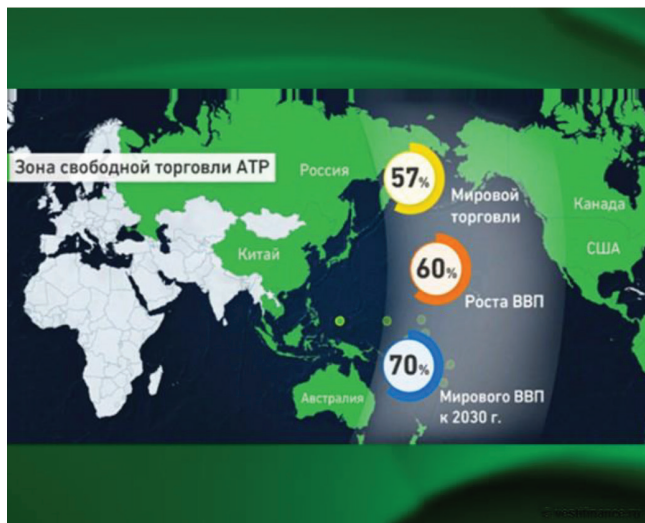 Зона свободной торговли АТР
Россия
57%
Мировой
торговли
Канада
США
Китай
60%
Роста ВВП
70%
Мирового ВВП
к 2030 г.
Австралия